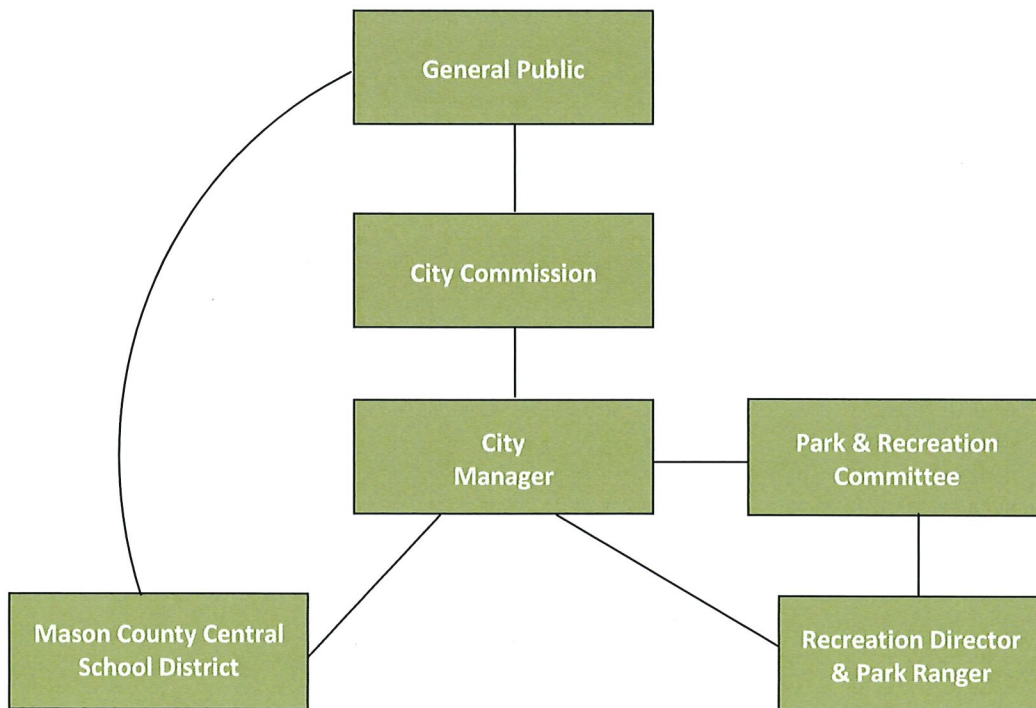 General Public
City Commission
City
Manager
Park & Recreation
Committee
Mason County Central
School District
Recreation Director
& Park Ranger